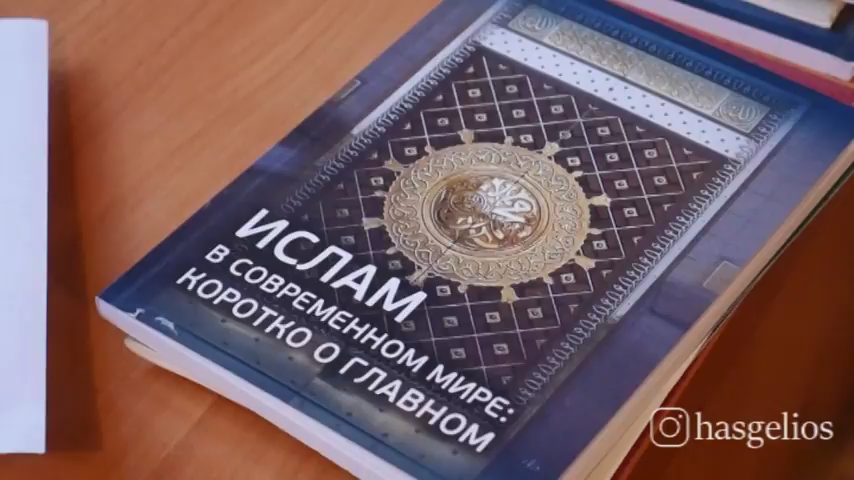 ИСЛАМ
В СОВРЕМЕННОМ МИРЕ:
КОРОТКО О ГЛАВНОМ
hasgelios